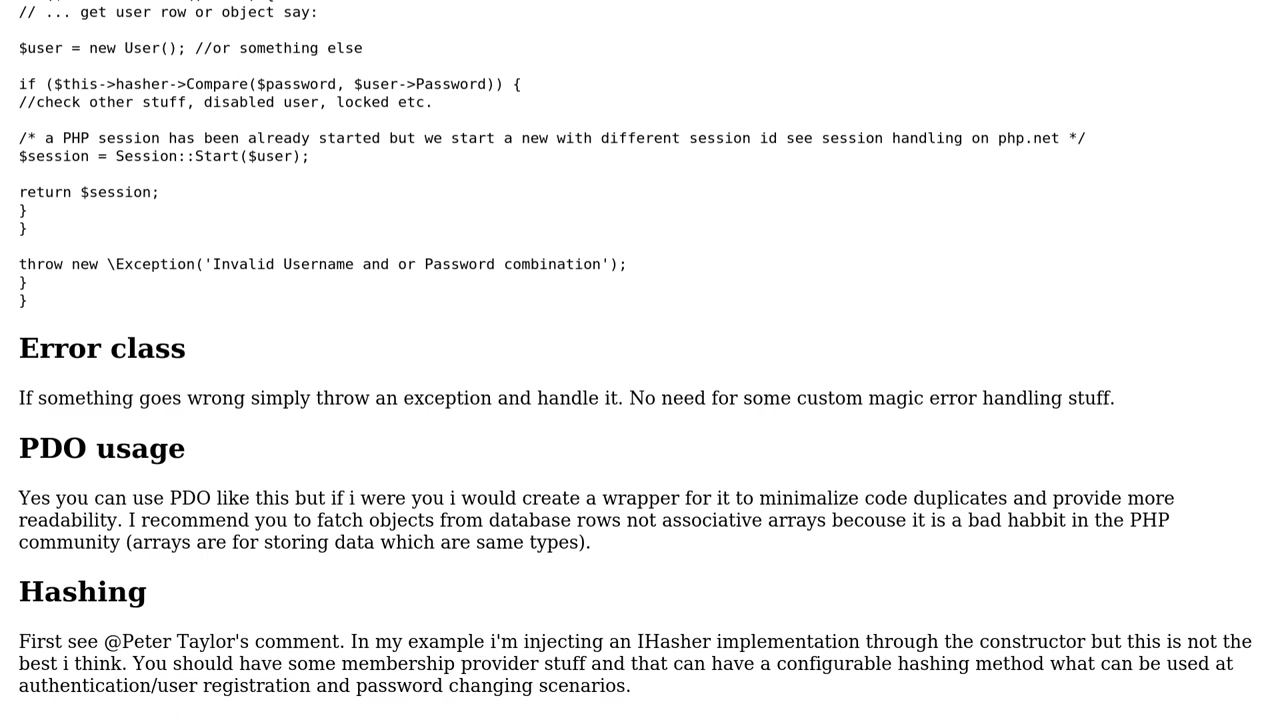 // ... get user row or object say:
$user = new User(); //or something else
if ($this->hasher->Compare($password, $user->Password)) {
//check other stuff, disabled user, locked etc.
/* a PHP session has been already started but we start a new with different session id see session handling on php.net */
$session = Session::Start($user);
return $session;
}
}
throw new \Exception('Invalid Username and or Password combination');
}
}
Error class
If something goes wrong simply throw an exception and handle it. No need for some custom magic error handling stuff.
PDO usage
Yes you can use PDO like this but if i were you i would create a wrapper for it to minimalize code duplicates and provide more
readability. I recommend you to fatch objects from database rows not associative arrays becouse it is a bad habbit in the PHP
community (arrays are for storing data which are same types).
Hashing
First see @Peter Taylor's comment. In my example i'm injecting an IHasher implementation through the constructor but this is not the
best i think. You should have some membership provider stuff and that can have a configurable hashing method what can be used at
authentication/user registration and password changing scenarios.